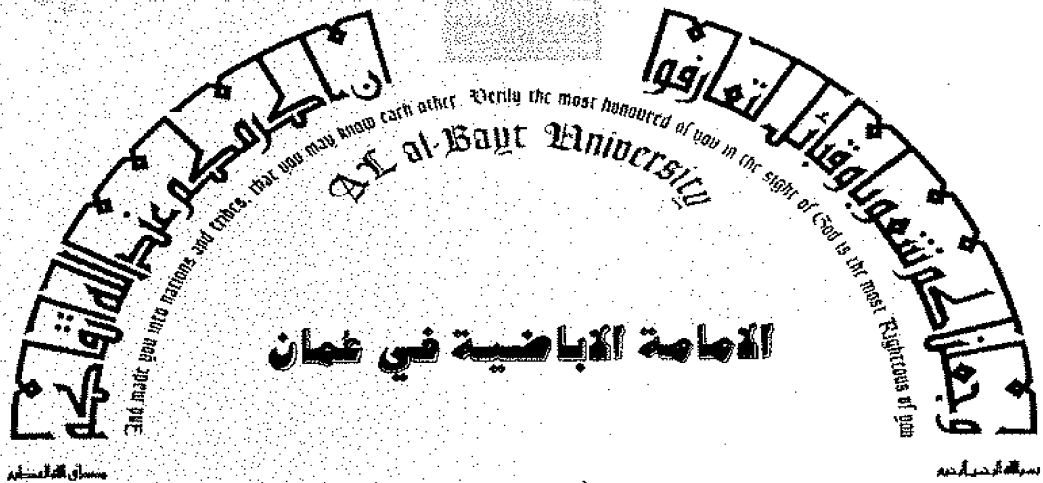 وجعلناكم شعوبا وقبائل لتعارفوا
ان اكرمكم عند الله اتقاكم
And made you into nations and tribes, that you may know each other. Verily the most honoured of you in the sight of God is the most Righteous of you
AL al-Bayt University
الامامة الاباضية في عمان
بسم الله الرحمن الرحيم
صدق الله العظيم